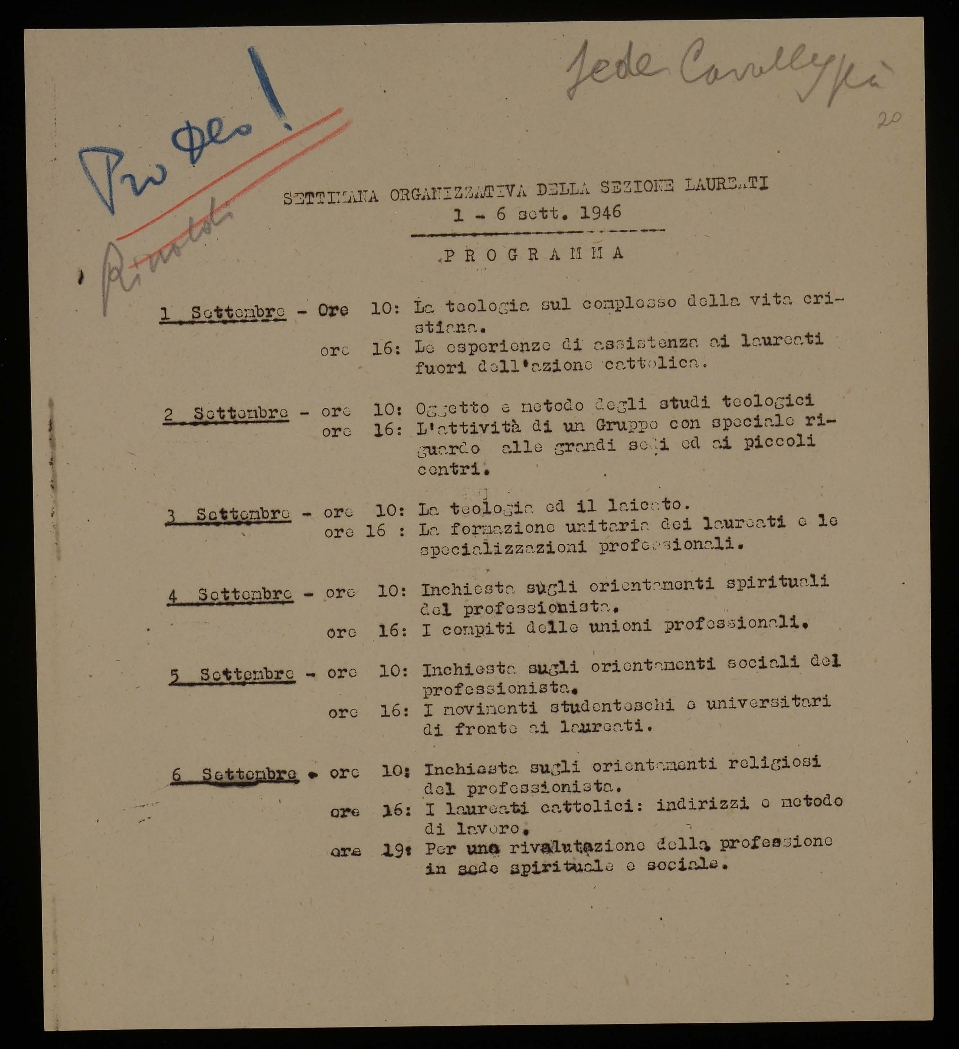 Pro Deo!
Sede
20
Rinoldi
SETTIMANA ORGANIZZATIVA DELLA SEZIONE LAUREATI
1 - 6 sett. 1946
P R O G R A M M A
1 Settembre - Ore 10: La teologia sul complesso della vita cri-
stiana.
ore 16: Le esperienze di assistenza ai laureati
fuori dell'azione cattolica.
2 Settembre - ore 10: Oggetto e metodo degli studi teologici
ore 16: L'attività di un Gruppo con speciale ri-
guardo alle grandi sedi ed ai piccoli
centri.
3 Settembre - ore 10: La teologia ed il laicato.
ore 16 : La formazione unitaria dei laureati e le
specializzazioni professionali.
4 Settembre - ore 10: Inchiesta sugli orientamenti spirituali
del professionista.
ore 16: I compiti delle unioni professionali.
5 Settembre - ore 10: Inchiesta sugli orientamenti sociali del
professionista.
ore 16: I movimenti studenteschi e universitari
di fronte ai laureati.
6 Settembre - ore 10: Inchiesta sugli orientamenti religiosi
del professionista.
ore 16: I laureati cattolici: indirizzi e metodo
di lavoro.
ore 19: Per una rivalutazione della professione
in sede spirituale e sociale.